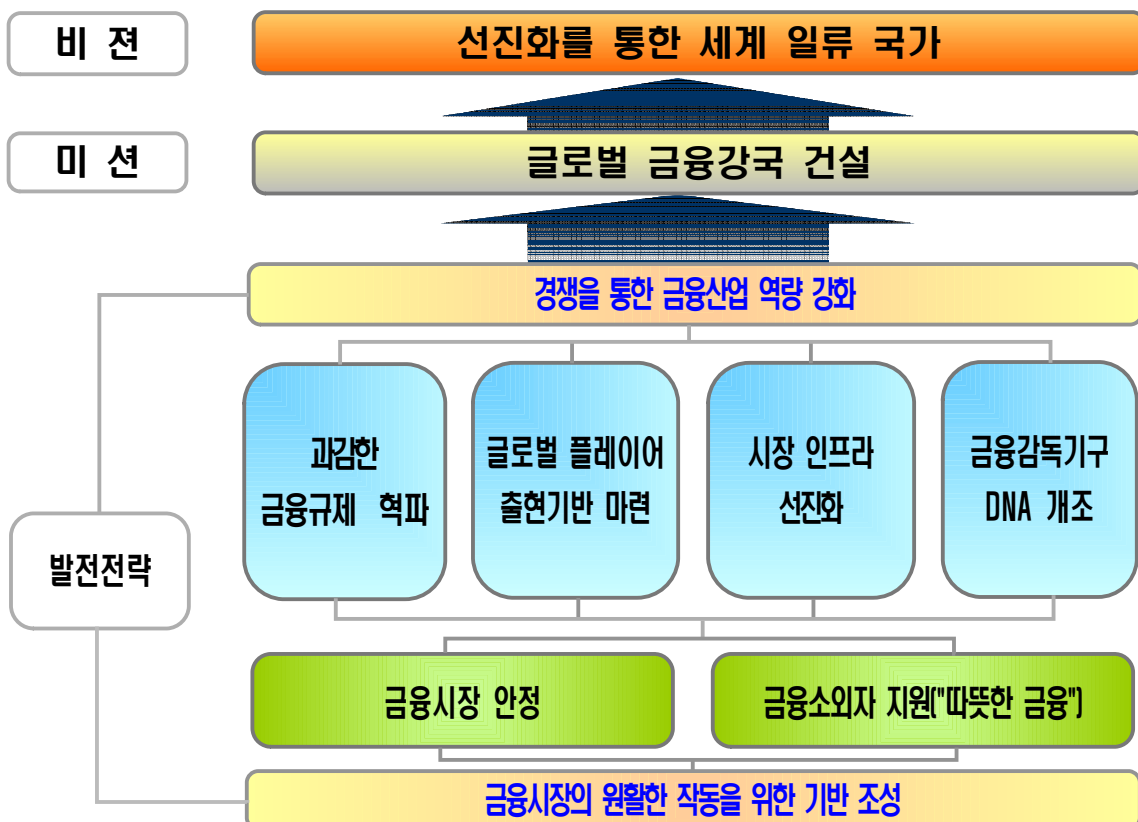 비 젼
선진화를 통한 세계 일류 국가
미 션
글로벌 금융강국 건설
경쟁을 통한 금융산업 역량 강화
과감한
금융규제 혁파
글로벌 플레이어
출현기반 마련
시장 인프라
선진화
금융감독기구
DNA 개조
발전전략
금융시장 안정
금융소외자 지원("따뜻한 금융")
금융시장의 원활한 작동을 위한 기반 조성